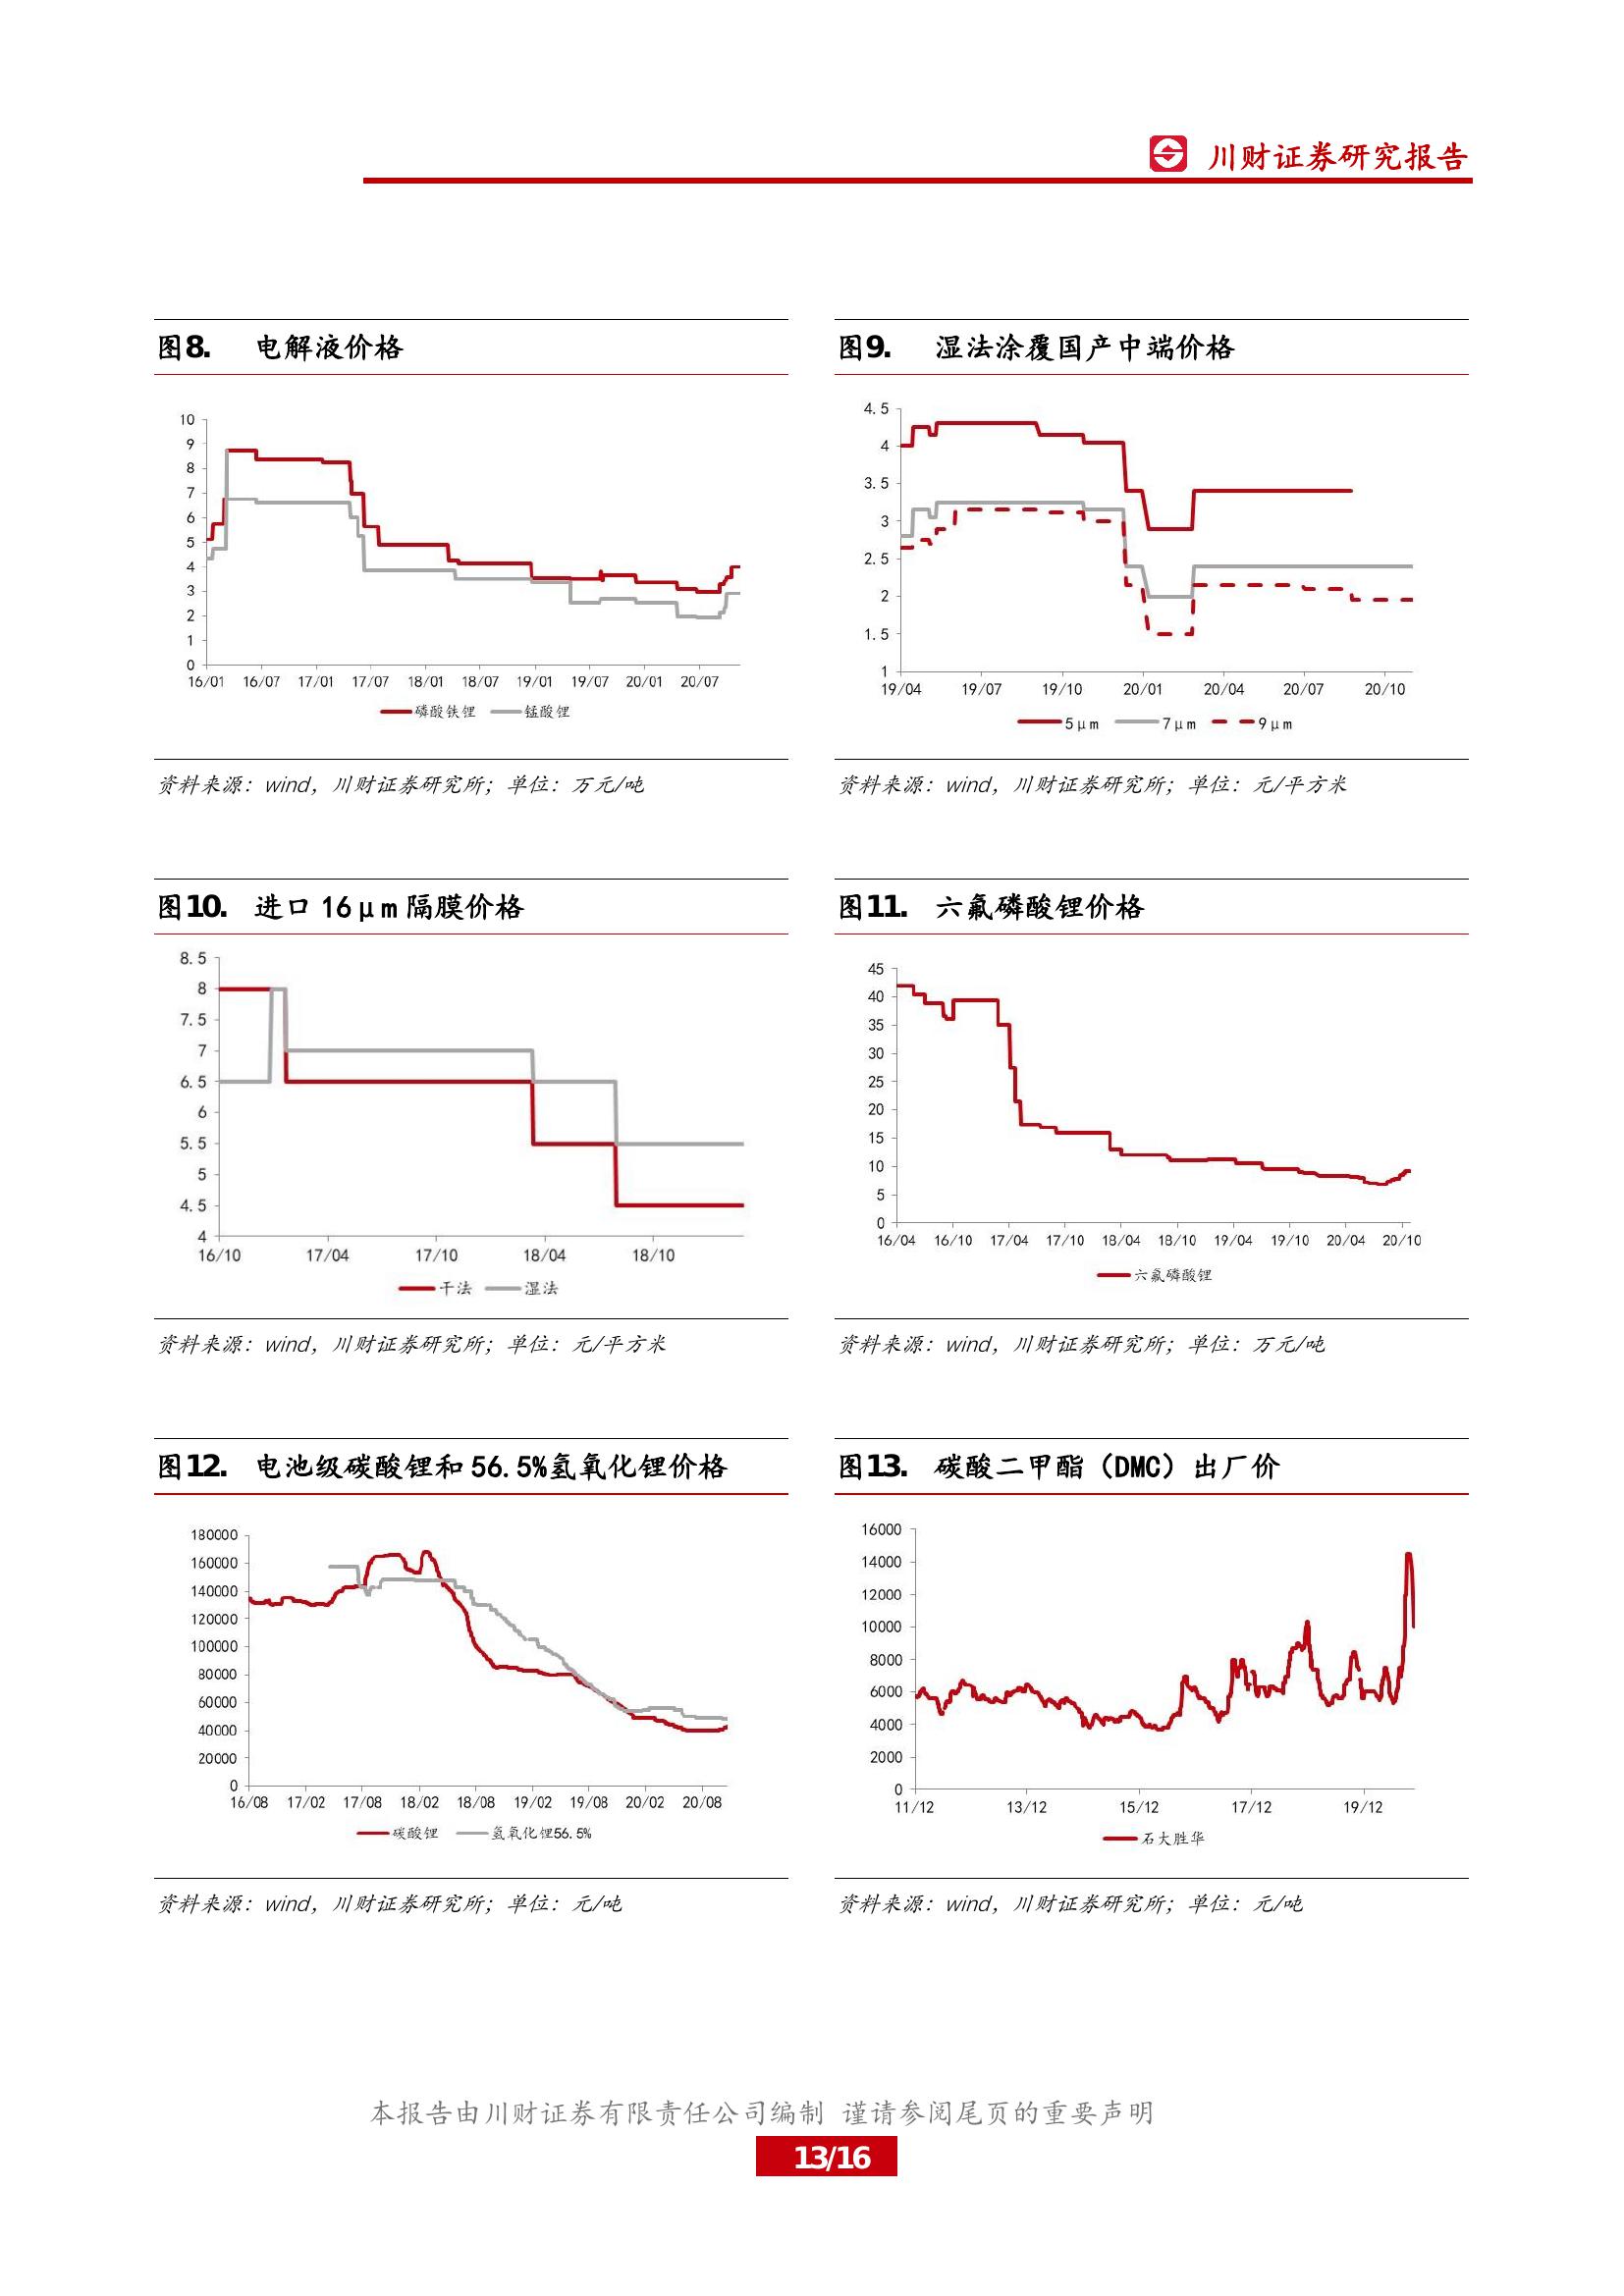 川财证券研究报告
图8. 电解液价格
10
9
8
7
6
5
4
3
2
1
0
16/01 16/07 17/01 17/07 18/01 18/07 19/01 19/07 20/01 20/07
磷酸铁锂 锰酸锂
资料来源：wind，川财证券研究所；单位：万元/吨
图9. 湿法涂覆国产中端价格
4.5
4
3.5
3
2.5
2
1.5
1
19/04 19/07 19/10 20/01 20/04 20/07 20/10
5μm 7μm 9μm
资料来源：wind，川财证券研究所；单位：元/平方米
图10. 进口16μm隔膜价格
8.5
8
7.5
7
6.5
6
5.5
5
4.5
4
16/10 17/04 17/10 18/04 18/10
干法 湿法
资料来源：wind，川财证券研究所；单位：元/平方米
图11. 六氟磷酸锂价格
45
40
35
30
25
20
15
10
5
0
16/04 16/10 17/04 17/10 18/04 18/10 19/04 19/10 20/04 20/10
六氟磷酸锂
资料来源：wind，川财证券研究所；单位：万元/吨
图12. 电池级碳酸锂和56.5%氢氧化锂价格
180000
160000
140000
120000
100000
80000
60000
40000
20000
0
16/08 17/02 17/08 18/02 18/08 19/02 19/08 20/02 20/08
碳酸锂 氢氧化锂56.5%
资料来源：wind，川财证券研究所；单位：元/吨
图13. 碳酸二甲酯（DMC）出厂价
16000
14000
12000
10000
8000
6000
4000
2000
0
11/12 13/12 15/12 17/12 19/12
石大胜华
资料来源：wind，川财证券研究所；单位：元/吨
本报告由川财证券有限责任公司编制 谨请参阅尾页的重要声明
13/16